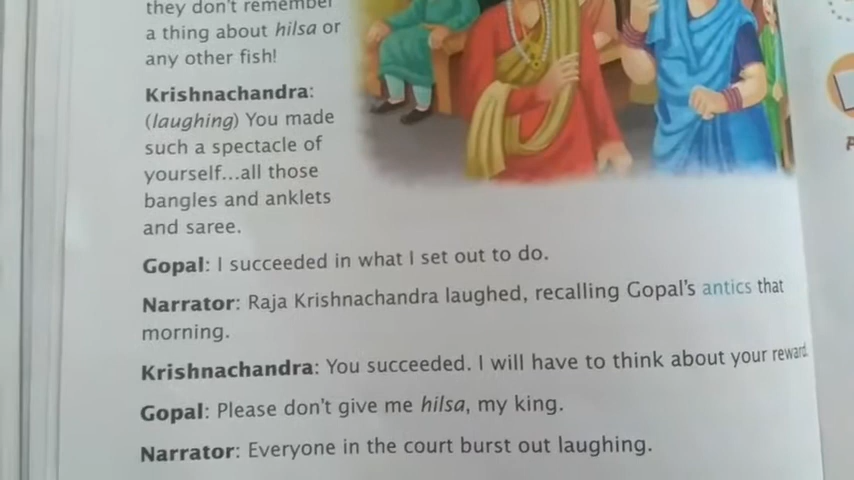 they don't remember
a thing about hilsa or
any other fish!
Krishnachandra:
(laughing) You made
such a spectacle of
yourself...all those
bangles and anklets
and saree.
Gopal: I succeeded in what I set out to do.
Narrator: Raja Krishnachandra laughed, recalling Gopal's antics that
morning.
Krishnachandra: You succeeded. I will have to think about your reward.
Gopal: Please don't give me hilsa, my king.
Narrator: Everyone in the court burst out laughing.